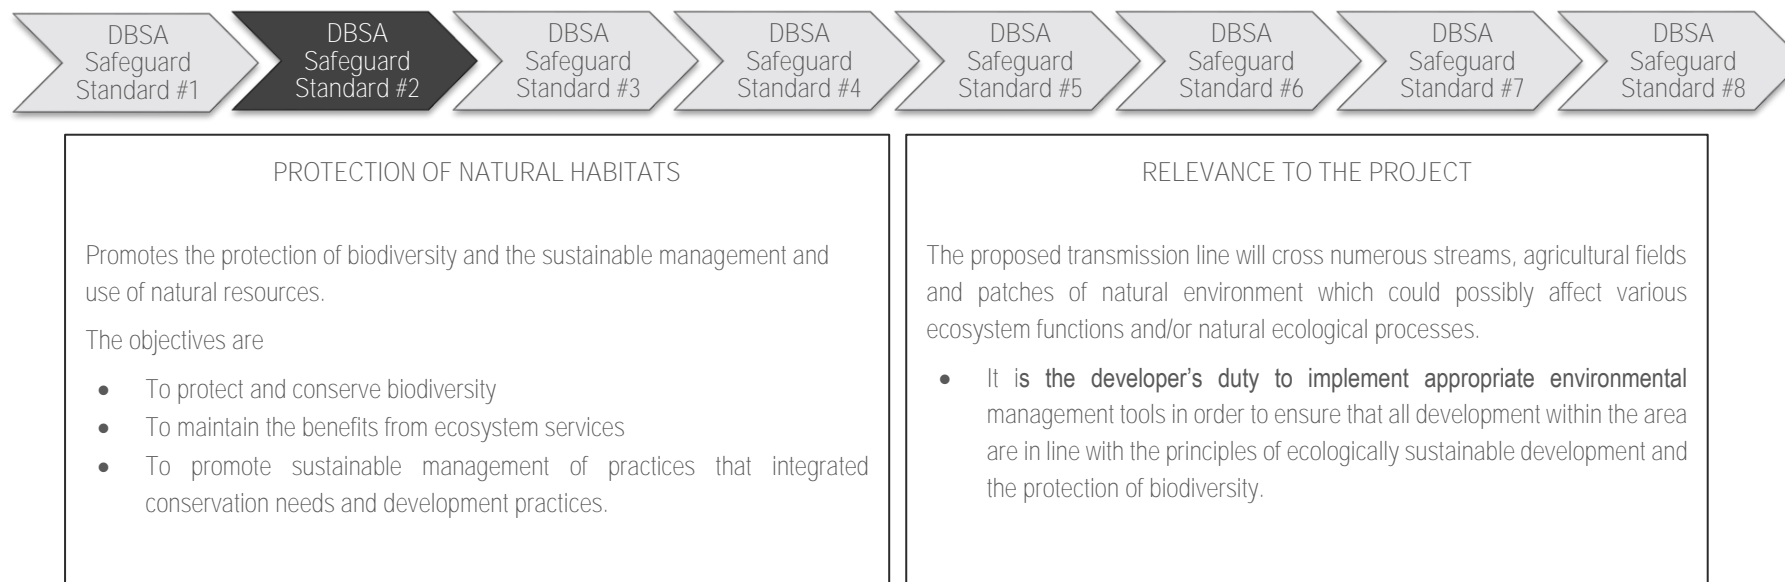 DBSA
Safeguard
Standard #1
DBSA
Safeguard
Standard #2
DBSA
Safeguard
Standard #3
DBSA
Safeguard
Standard #4
DBSA
Safeguard
Standard #5
DBSA
Safeguard
Standard #6
DBSA
Safeguard
Standard #7
DBSA
Safeguard
Standard #8
PROTECTION OF NATURAL HABITATS
Promotes the protection of biodiversity and the sustainable management and
use of natural resources.
The objectives are
• To protect and conserve biodiversity
• To maintain the benefits from ecosystem services
• To promote sustainable management of practices that integrated
conservation needs and development practices.
RELEVANCE TO THE PROJECT
The proposed transmission line will cross numerous streams, agricultural fields
and patches of natural environment which could possibly affect various
ecosystem functions and/or natural ecological processes.
• It is the developer’s duty to implement appropriate environmental
management tools in order to ensure that all development within the area
are in line with the principles of ecologically sustainable development and
the protection of biodiversity.